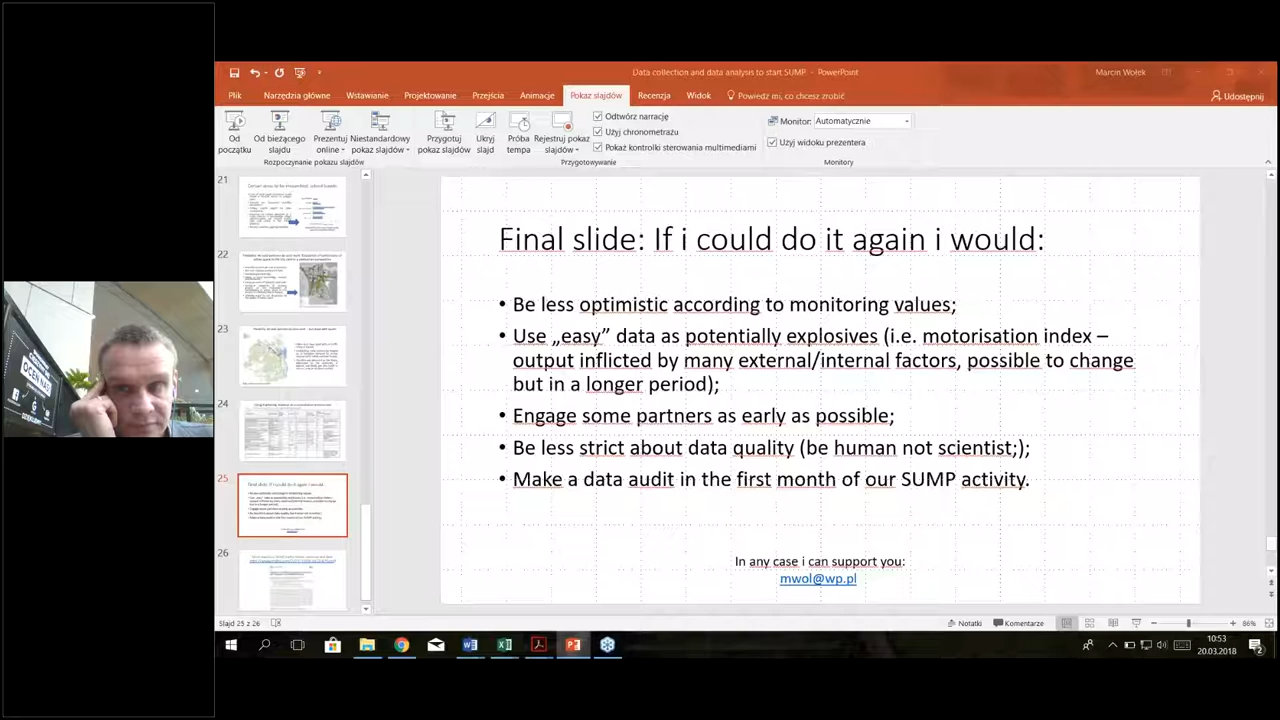 Data collection and data analysis to start SUMP - PowerPoint
Marcin Wołek
Plik
Narzędzia główne
Wstawianie
Projektowanie
Przejścia
Animacje
Pokaz slajdów
Recenzja
Widok
Powiedz mi, co chcesz zrobić
Udostępnij
Od początku
Od bieżącego slajdu
Prezentuj online
Niestandardowy pokaz slajdów
Rozpoczynanie pokazu slajdów
Przygotuj pokaz slajdów
Ukryj slajd
Próba tempa
Rejestruj pokaz slajdów
Odtwórz narrację
Użyj chronometrażu
Pokaż kontrolki sterowania multimediami
Przygotowywanie
Monitor:
Automatycznie
Użyj widoku prezentera
Monitory
21
22
23
24
25
26
Final slide: If i could do it again i would:
• Be less optimistic according to monitoring values;
• Use „easy” data as potentially explosives (i.e. motorisation index –
output inflicted by many external/internal factors, possible to change
but in a longer period);
• Engage some partners as early as possible;
• Be less strict about data quality (be human not scientist;);
• Make a data audit in the first month of our SUMP activity.
In any case I can support you:
mwol@wp.pl
Slajd 25 z 26
Notatki
Komentarze
86%
10:53
20.03.2018